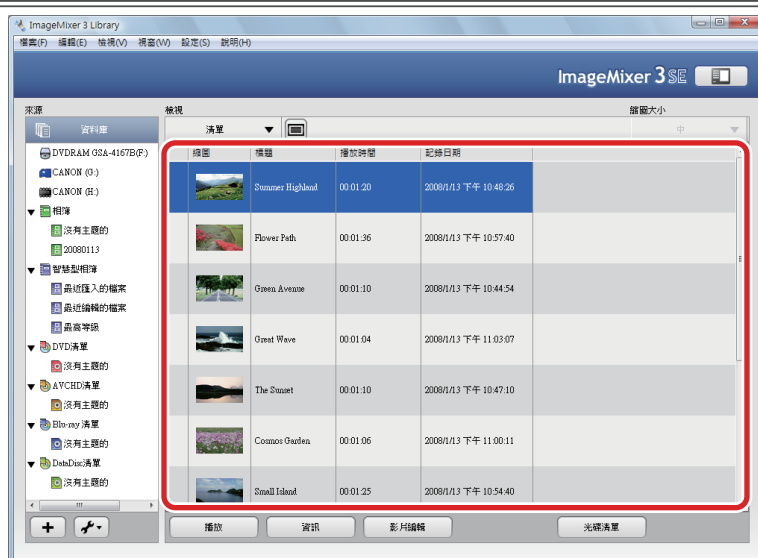 ImageMixer 3 Library
檔案(F) 編輯(E) 檢視(V) 視窗(W) 設定(S) 說明(H)
ImageMixer 3 SE
來源 檢視 縮圖大小
資料庫 清單 中
DVDRAM GSA-4167B(F:)
CANON (G:)
CANON (H:)
相簿
沒有主題的
20080113
智慧型相簿
最近匯入的檔案
最近編輯的檔案
最高等級
DVD清單
沒有主題的
AVCHD清單
沒有主題的
Blu-ray 清單
沒有主題的
DataDisc清單
沒有主題的
縮圖 標題 播放時間 記錄日期
Summer Highland 00:01:20 2008/1/13 下午 10:48:26
Flower Path 00:01:36 2008/1/13 下午 10:57:40
Green Avenue 00:01:10 2008/1/13 下午 10:44:54
Great Wave 00:01:04 2008/1/13 下午 11:03:07
The Sunset 00:01:10 2008/1/13 下午 10:47:10
Cosmos Garden 00:01:06 2008/1/13 下午 11:00:11
Small Island 00:01:25 2008/1/13 下午 10:54:40
播放 資訊 影片編輯 光碟清單